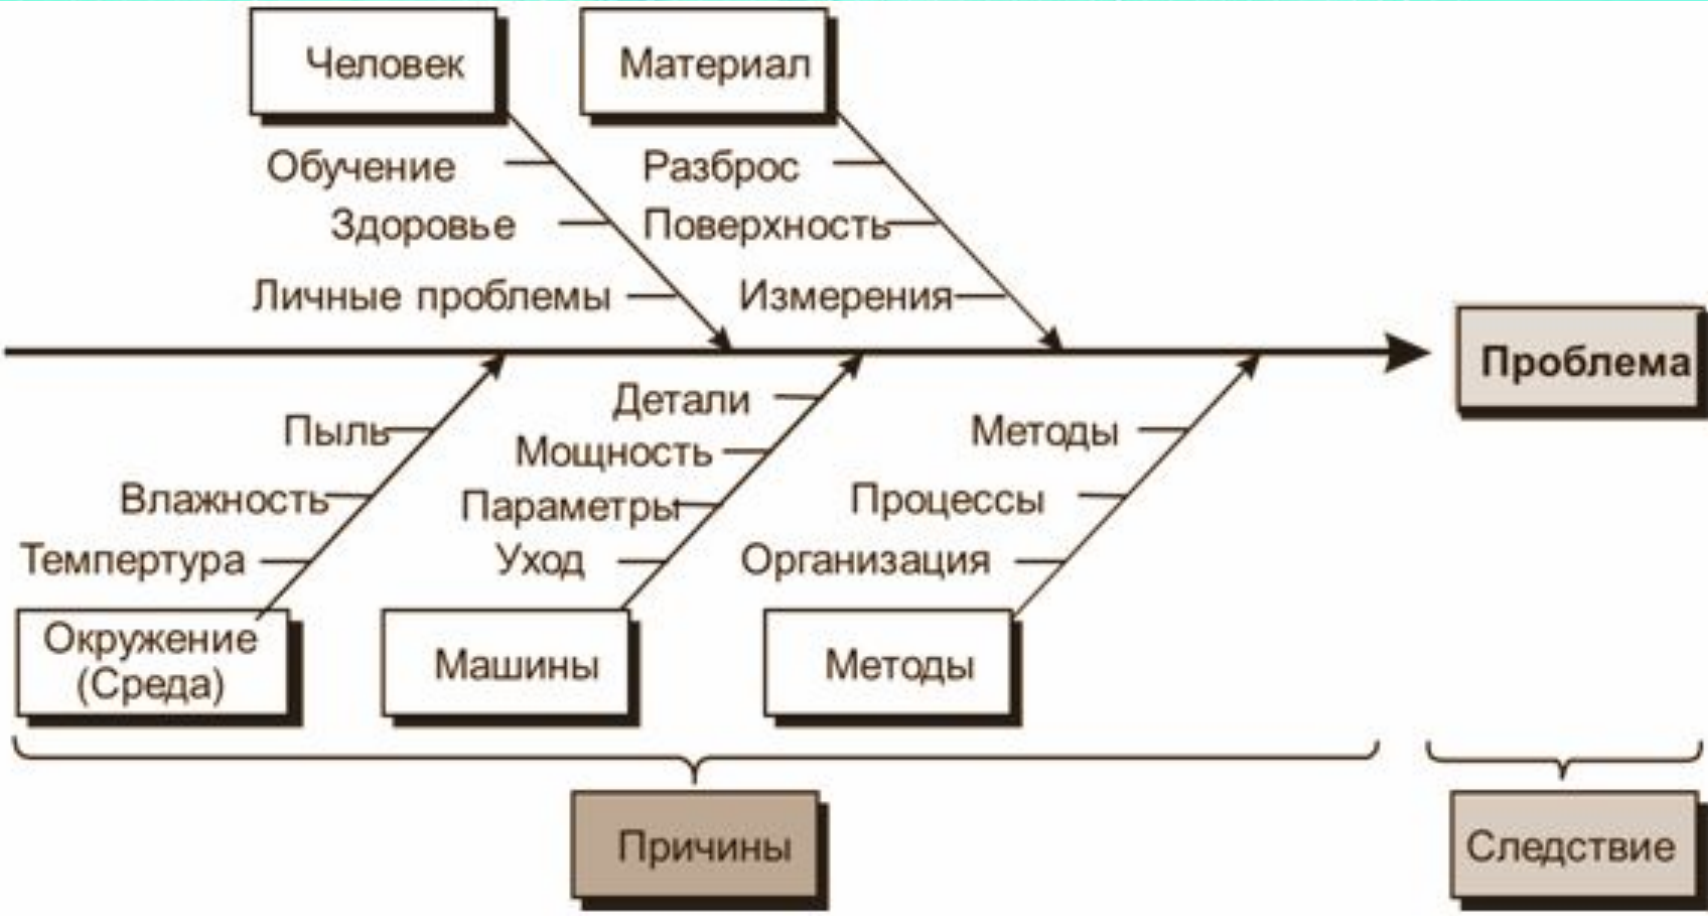 Человек
Материал
Обучение
Разброс
Здоровье
Поверхность
Личные проблемы
Измерения
Проблема
Детали
Пыль
Методы
Мощность
Влажность
Параметры
Процессы
Темпертура
Уход
Организация
Окружение
(Среда)
Машины
Методы
Причины
Следствие